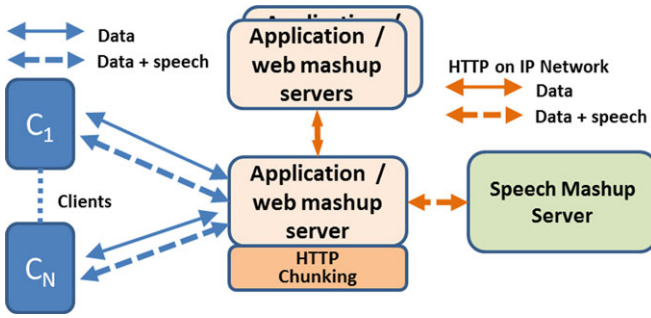 Data
Data + speech
C1
Clients
CN
Application /
Application /
web mashup
servers
Application /
web mashup
server
HTTP
Chunking
HTTP on IP Network
Data
Data + speech
Speech Mashup
Server